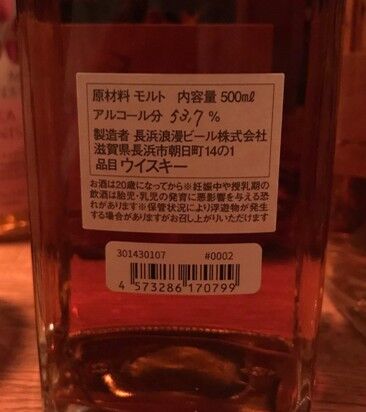 原材料 モルト 内容量 500ml
アルコール分 53.7 %
製造者 長浜浪漫ビール株式会社
滋賀県長浜市朝日町14の1
品目 ウイスキー
お酒は20歳になってから※妊娠中や授乳期の
飲酒は胎児・乳児の発育に悪影響を与える恐
れがあります※保管状況により浮遊物が発生
する場合がありますがお召し上がりいただけます
301430107 #0002
4 573286 170799